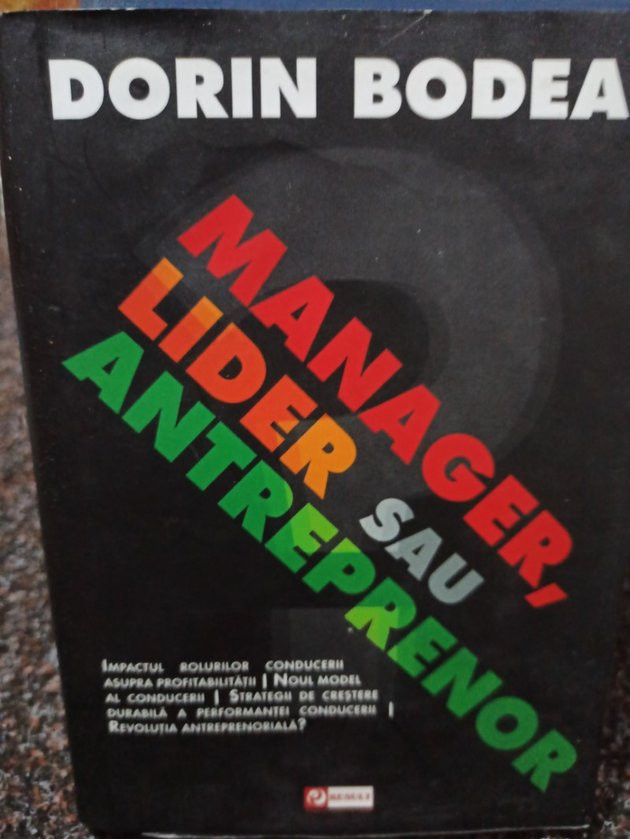 DORIN BODEA
MANAGER,
LIDER SAU
ANTREPRENOR
IMPACTUL ROLURILOR CONDUCERII
ASUPRA PROFITABILITĂȚII | NOUL MODEL
AL CONDUCERII | STRATEGII DE CREȘTERE
DURABILĂ A PERFORMANȚEI CONDUCERII |
REVOLUȚIA ANTREPRENORIALĂ?
RESULT